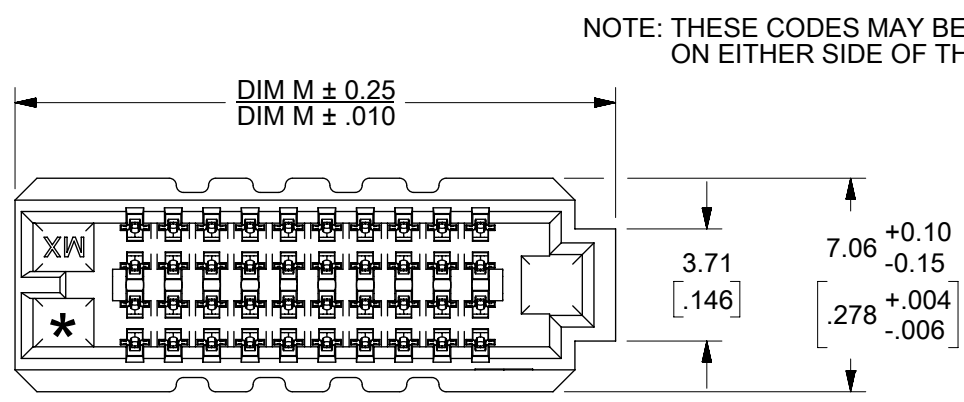 NOTE: THESE CODES MAY BE
ON EITHER SIDE OF TH
DIM M ± 0.25
DIM M ± .010
MX
*
3.71
[.146]
7.06 +0.10
-0.15
[.278 +.004
-.006]